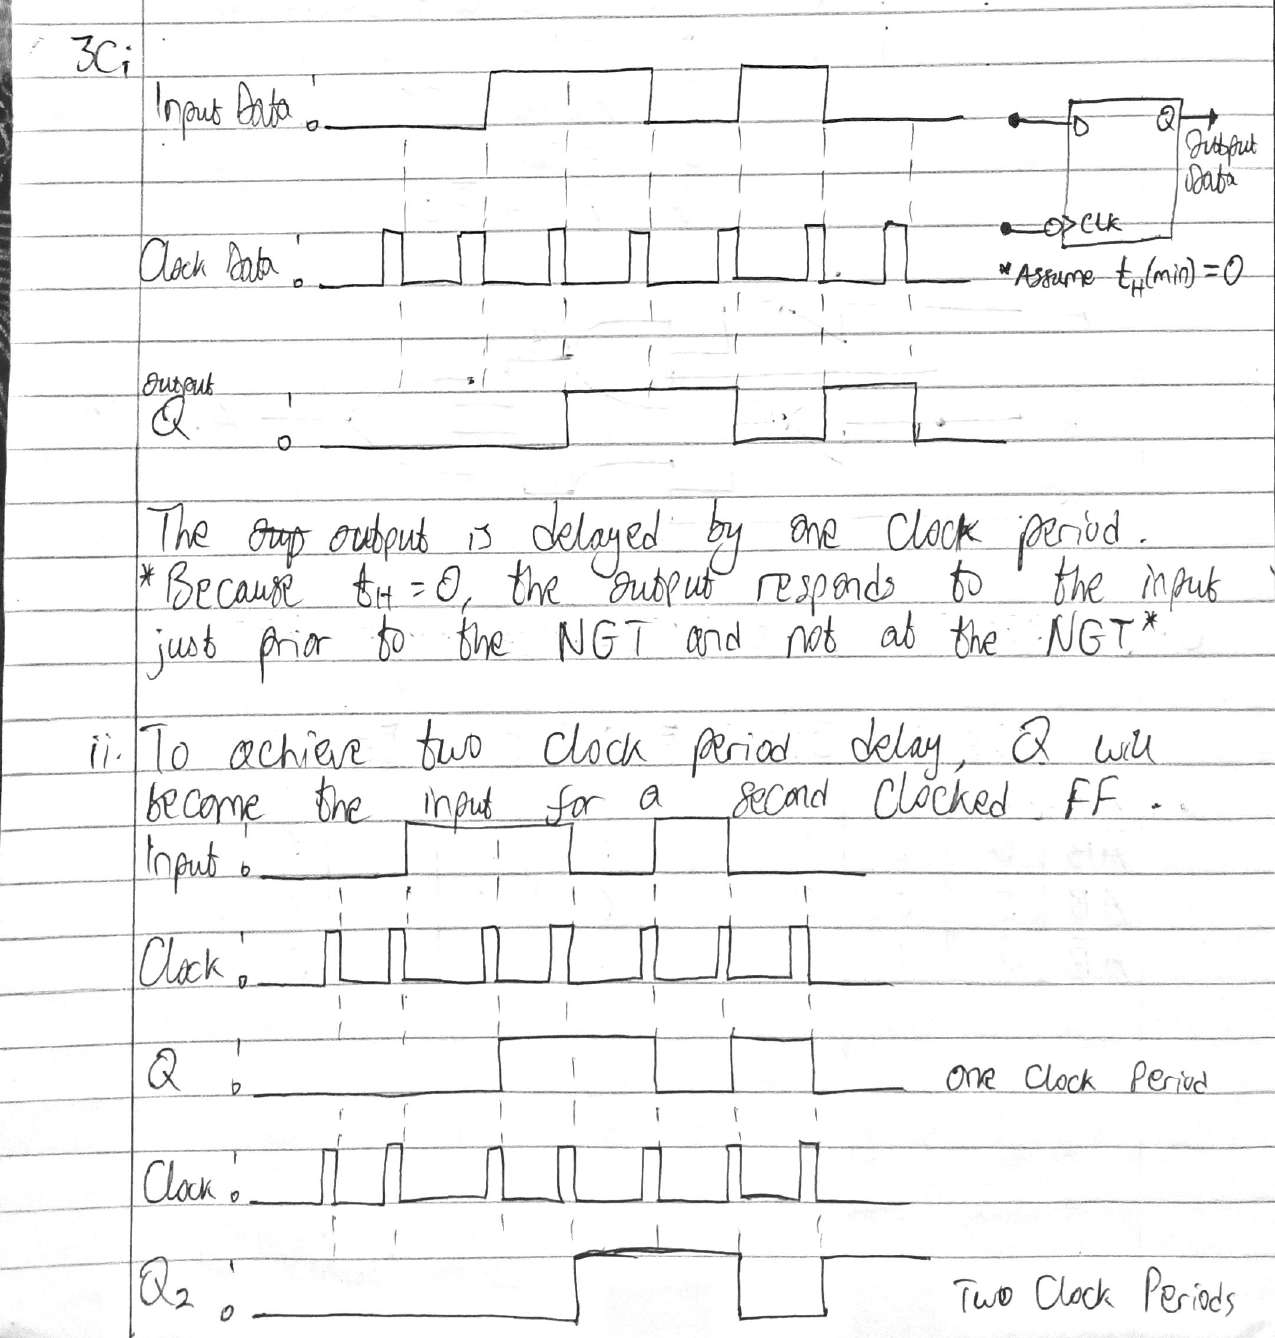 3Ci
Input Data 1 0
D Q
Output
Data
CLK
Clock Data 1 0
*Assume tH(min) = 0
output
Q 1 0
The output is delayed by one Clock period.
*Because tH = 0, the output responds to the input
just prior to the NGT and not at the NGT*
ii. To achieve two clock period delay, Q will
become the input for a second Clocked FF.
Input 1 0
Clock 1 0
Q 1 0 One Clock Period
Clock 1 0
Q2 1 0 Two Clock Periods